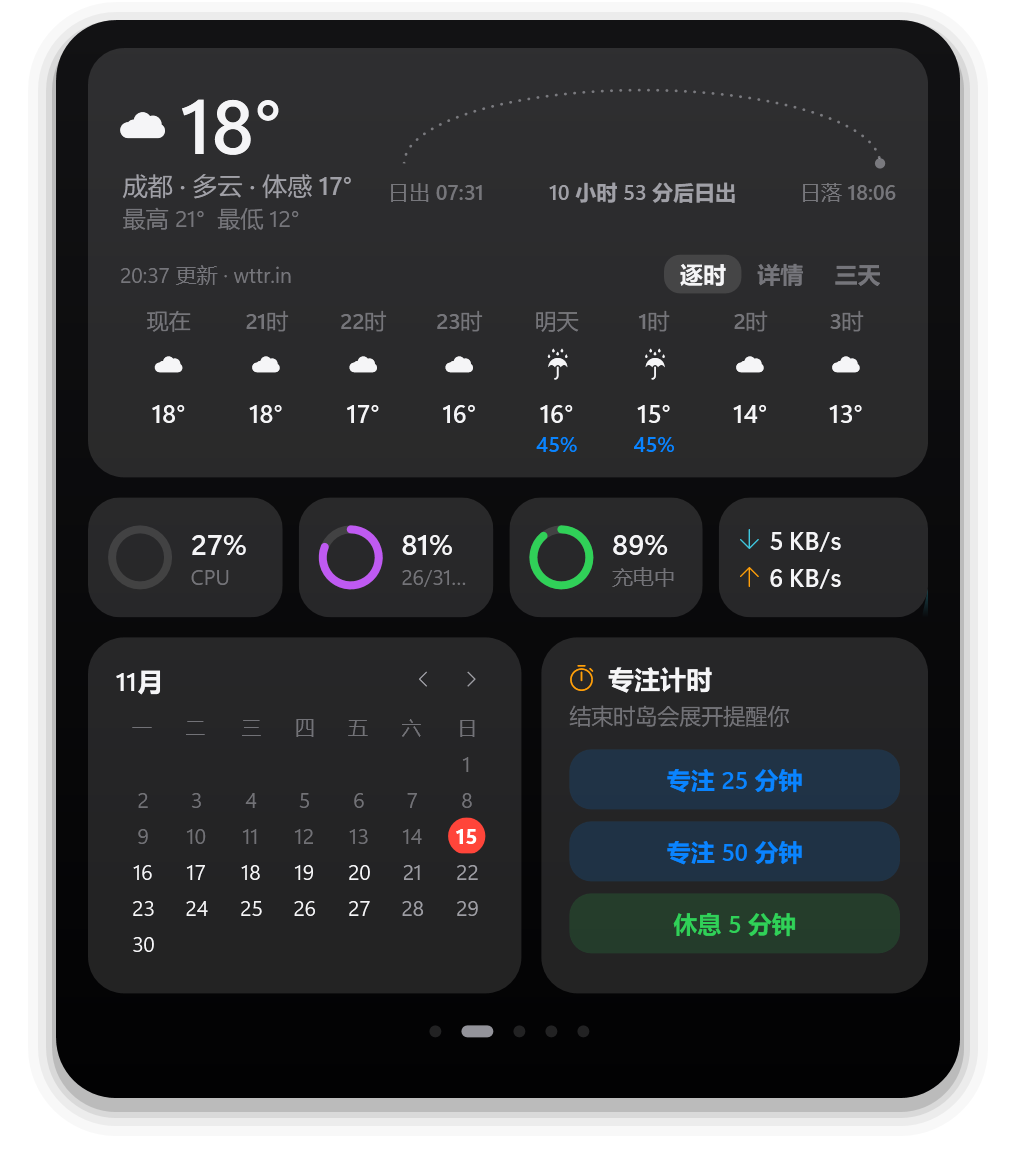 18°
成都 · 多云 · 体感 17°
最高 21° 最低 12°
日出 07:31
10 小时 53 分后日出
日落 18:06
20:37 更新 · wttr.in
逐时 详情 三天
现在 21时 22时 23时 明天 1时 2时 3时
18° 18° 17° 16° 16° 15° 14° 13°
45% 45%
27%
CPU
81%
26/31...
89%
充电中
5 KB/s
6 KB/s
11月
一 二 三 四 五 六 日
1
2 3 4 5 6 7 8
9 10 11 12 13 14 15
16 17 18 19 20 21 22
23 24 25 26 27 28 29
30
专注计时
结束时岛会展开提醒你
专注 25 分钟
专注 50 分钟
休息 5 分钟